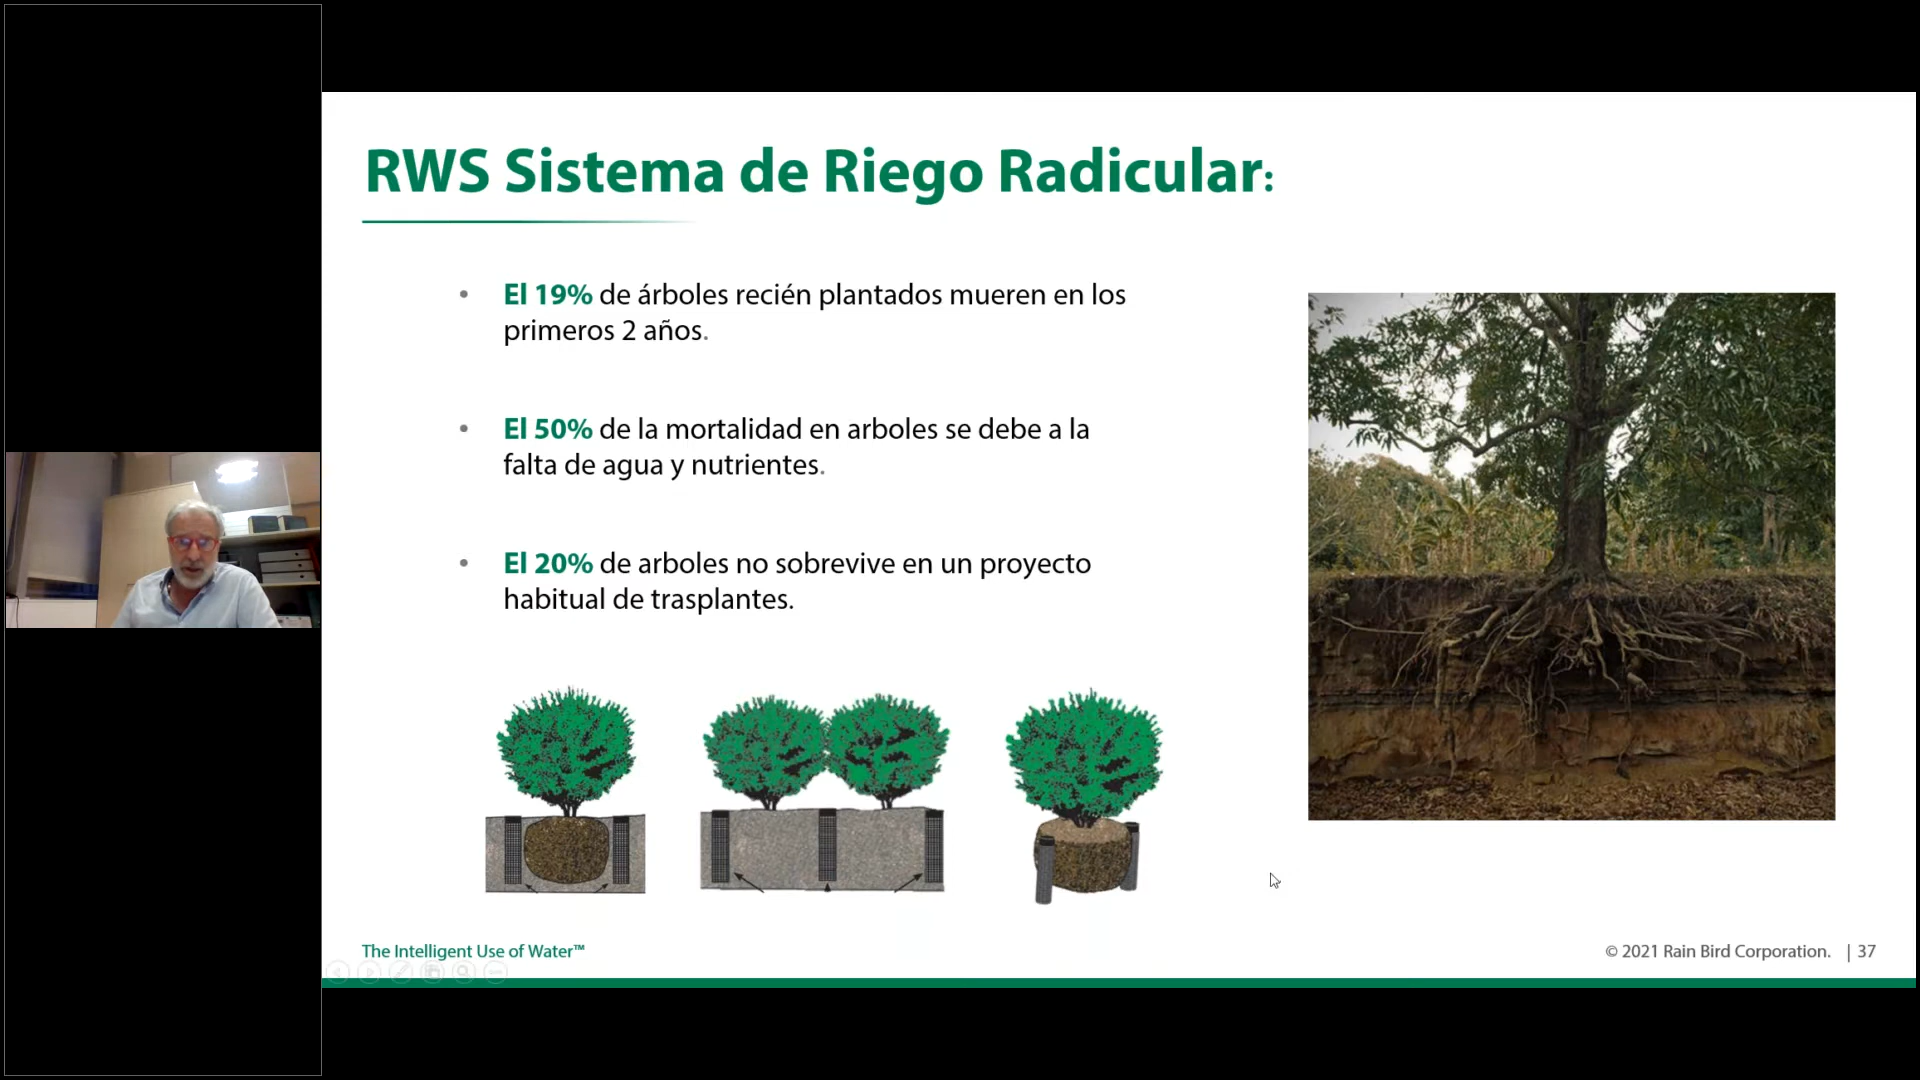 RWS Sistema de Riego Radicular:
• El 19% de árboles recién plantados mueren en los
primeros 2 años.
• El 50% de la mortalidad en arboles se debe a la
falta de agua y nutrientes.
• El 20% de arboles no sobrevive en un proyecto
habitual de trasplantes.
The Intelligent Use of Water™
© 2021 Rain Bird Corporation. | 37